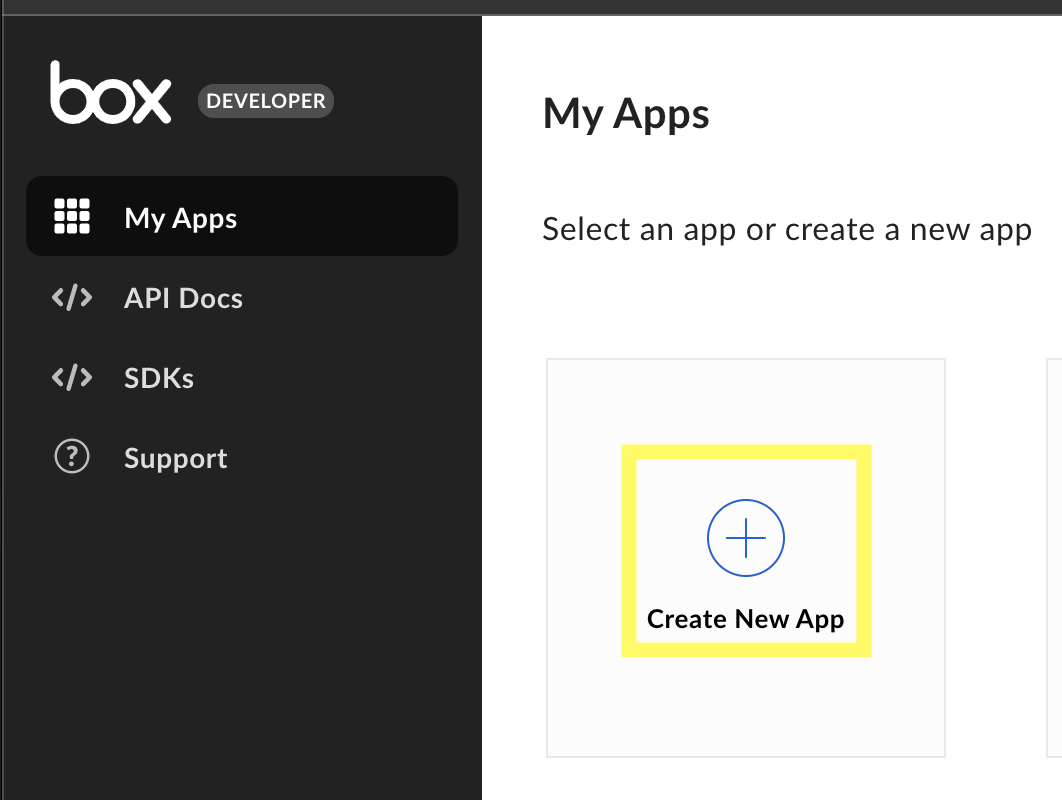 box DEVELOPER
My Apps
API Docs
SDKs
Support
My Apps
Select an app or create a new app
Create New App